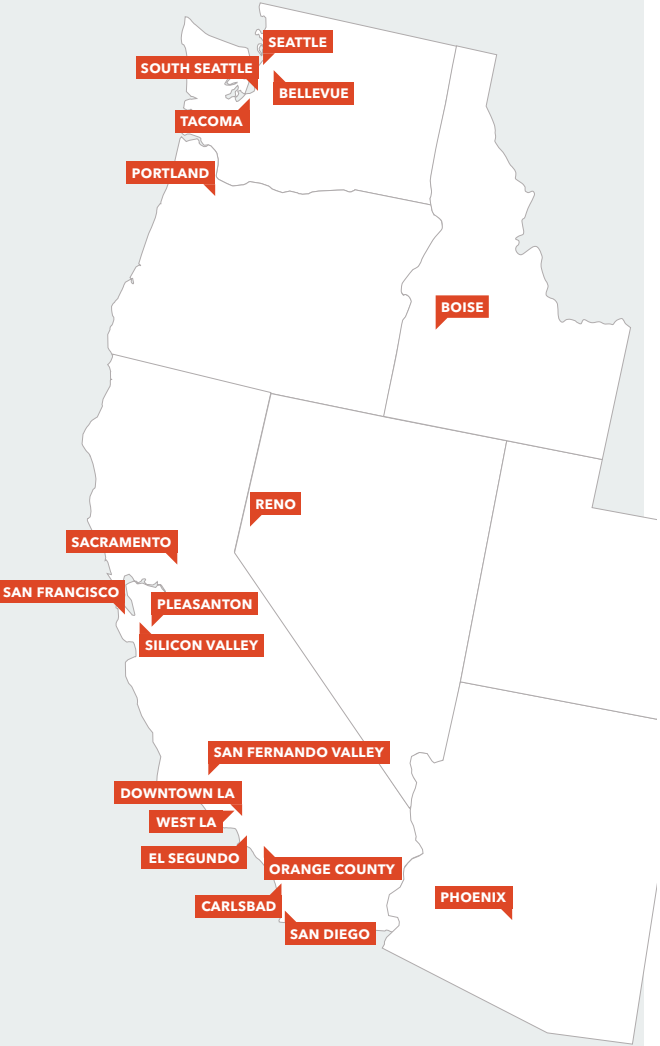 SEATTLE
SOUTH SEATTLE
BELLEVUE
TACOMA
PORTLAND
BOISE
RENO
SACRAMENTO
SAN FRANCISCO
PLEASANTON
SILICON VALLEY
SAN FERNANDO VALLEY
DOWNTOWN LA
WEST LA
EL SEGUNDO
ORANGE COUNTY
PHOENIX
CARLSBAD
SAN DIEGO